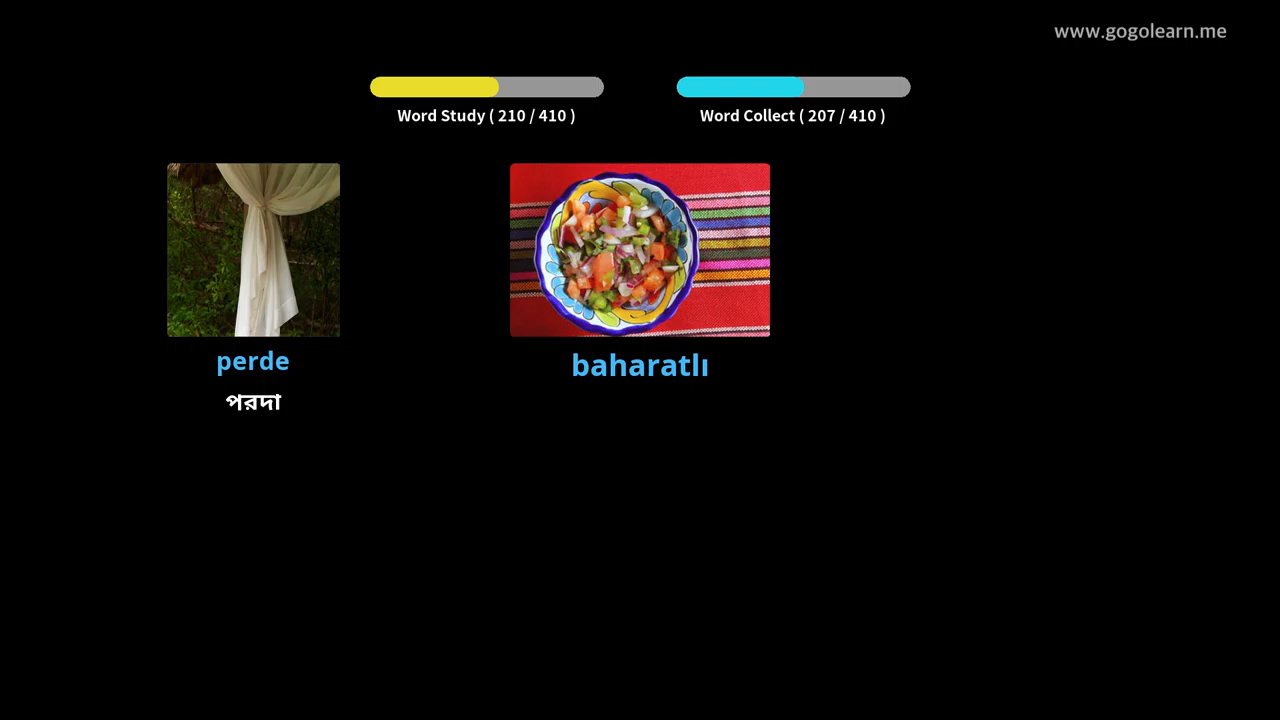 www.gogolearn.me
Word Study ( 210 / 410 )
Word Collect ( 207 / 410 )
perde
পরদা
baharatlı